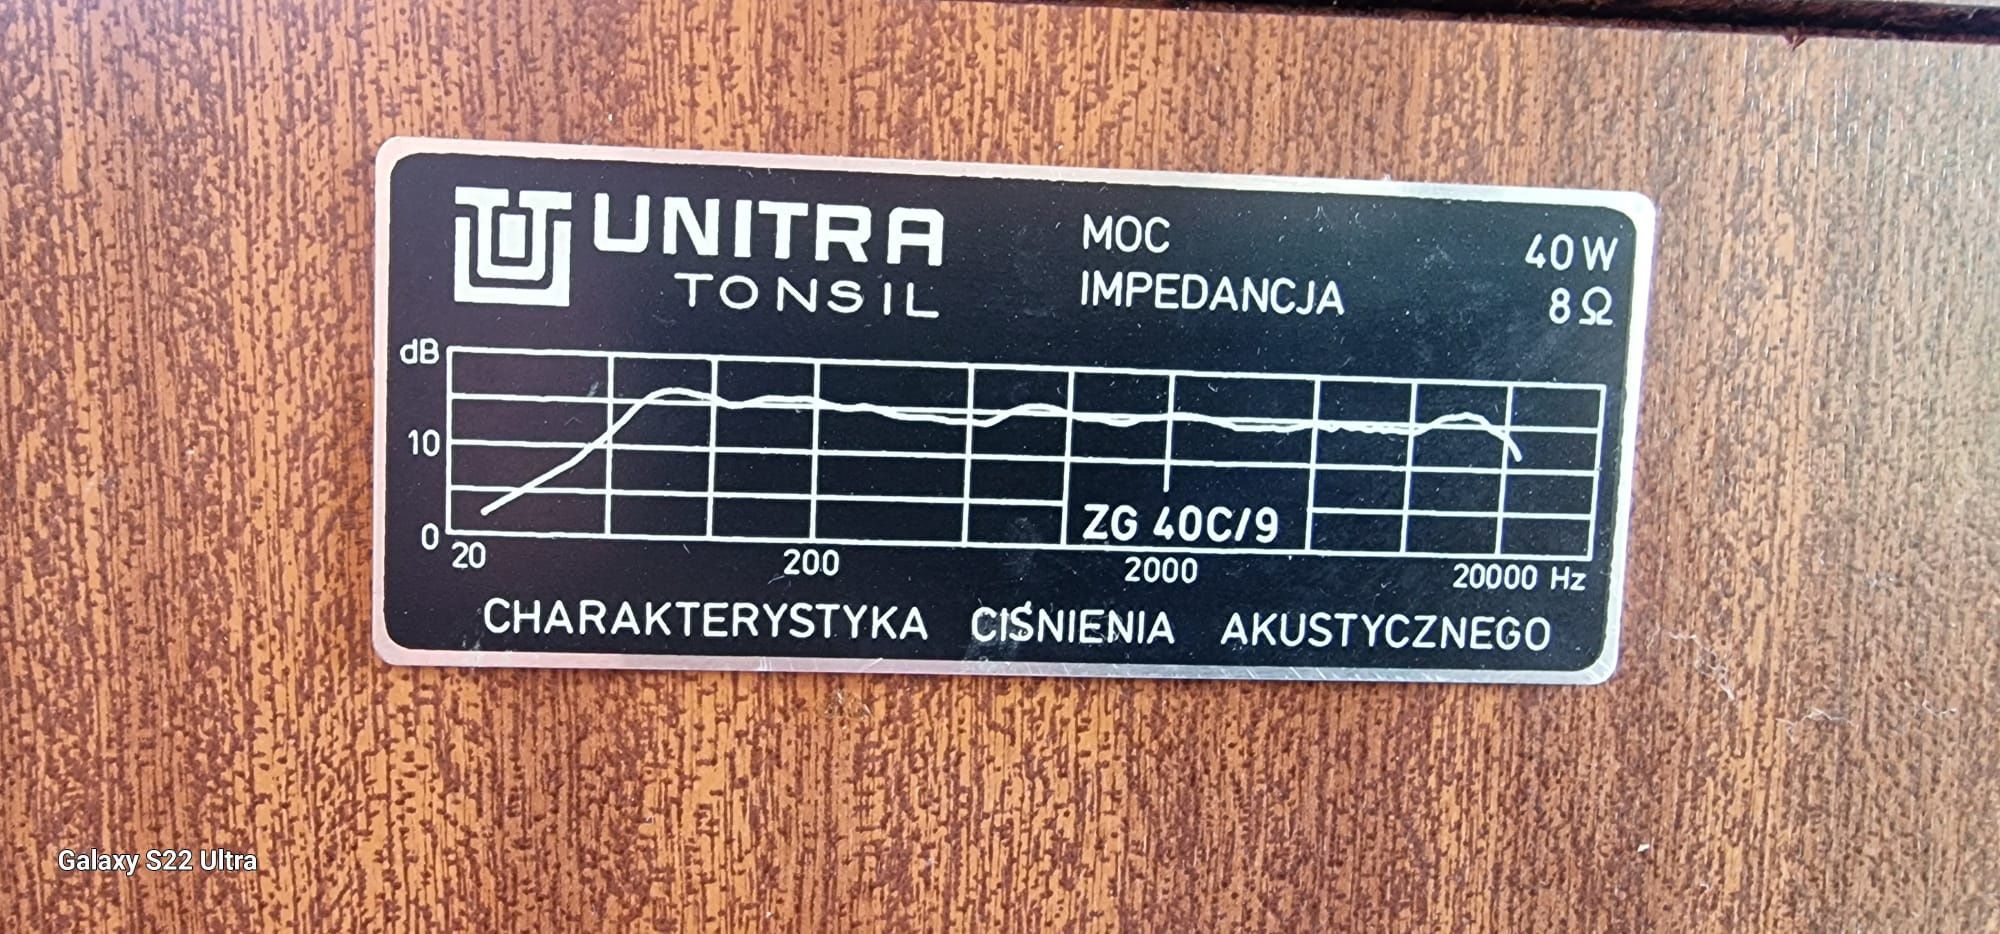 UNITRA
TONSIL
MOC 40 W
IMPEDANCJA 8 Ω
dB
10
0
ZG 40C/9
20 200 2000 20000 Hz
CHARAKTERYSTYKA CIŚNIENIA AKUSTYCZNEGO
Galaxy S22 Ultra